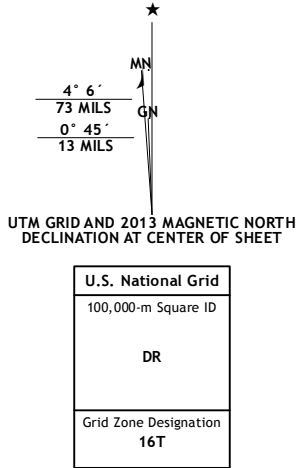 ★
MN
4° 6´
73 MILS
GN
0° 45´
13 MILS
UTM GRID AND 2013 MAGNETIC NORTH
DECLINATION AT CENTER OF SHEET
U.S. National Grid
100,000-m Square ID
DR
Grid Zone Designation
16T